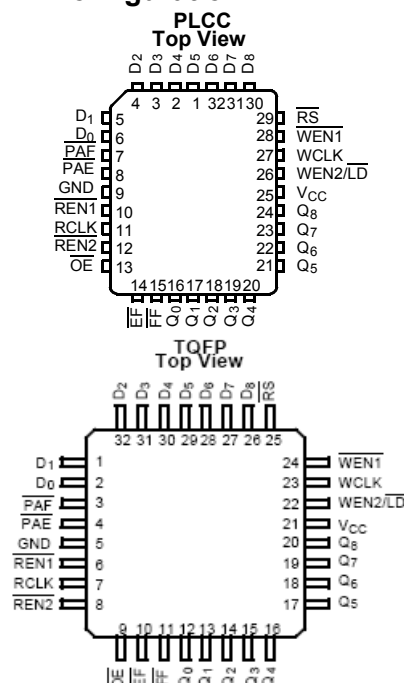 PLCC
Top View
D2 D3 D4 D5 D6 D7 D8
4 3 2 1 32 31 30
D1 5
D0 6
PAF 7
PAE 8
GND 9
REN1 10
RCLK 11
REN2 12
OE 13
29 RS
28 WEN1
27 WCLK
26 WEN2/LD
25 VCC
24 Q8
23 Q7
22 Q6
21 Q5
14 15 16 17 18 19 20
EF FF Q0 Q1 Q2 Q3 Q4
TQFP
Top View
D2 D3 D4 D5 D6 D7 D8 RS
32 31 30 29 28 27 26 25
D1 1
D0 2
PAF 3
PAE 4
GND 5
REN1 6
RCLK 7
REN2 8
24 WEN1
23 WCLK
22 WEN2/LD
21 VCC
20 Q8
19 Q7
18 Q6
17 Q5
9 10 11 12 13 14 15 16
OE EF FF Q0 Q1 Q2 Q3 Q4